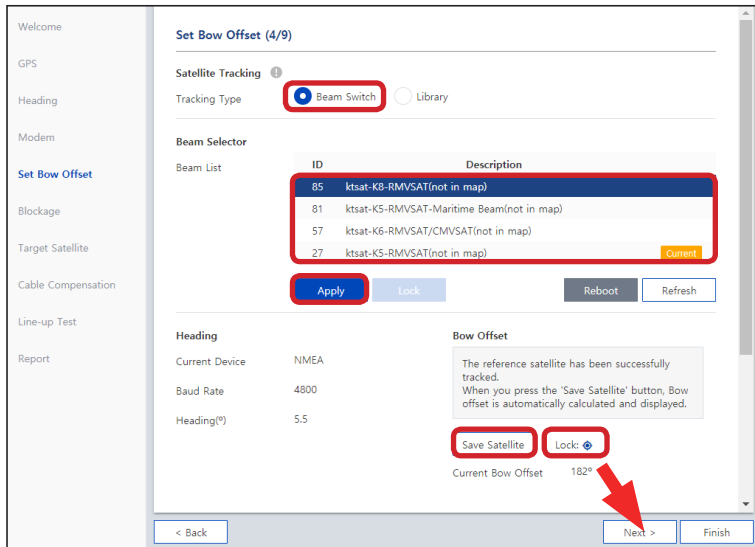 Welcome
GPS
Heading
Modem
Set Bow Offset
Blockage
Target Satellite
Cable Compensation
Line-up Test
Report
Set Bow Offset (4/9)
Satellite Tracking
Tracking Type Beam Switch Library
Beam Selector
Beam List
ID Description
85 ktsat-K8-RMVSAT(not in map)
81 ktsat-K5-RMVSAT-Maritime Beam(not in map)
57 ktsat-K6-RMVSAT/CMVSAT(not in map)
27 ktsat-K5-RMVSAT(not in map) Current
Apply Lock Reboot Refresh
Heading
Current Device NMEA
Baud Rate 4800
Heading(º) 5.5
Bow Offset
The reference satellite has been successfully
tracked.
When you press the 'Save Satellite' button, Bow
offset is automatically calculated and displayed.
Save Satellite Lock:
Current Bow Offset 182º
< Back Next > Finish